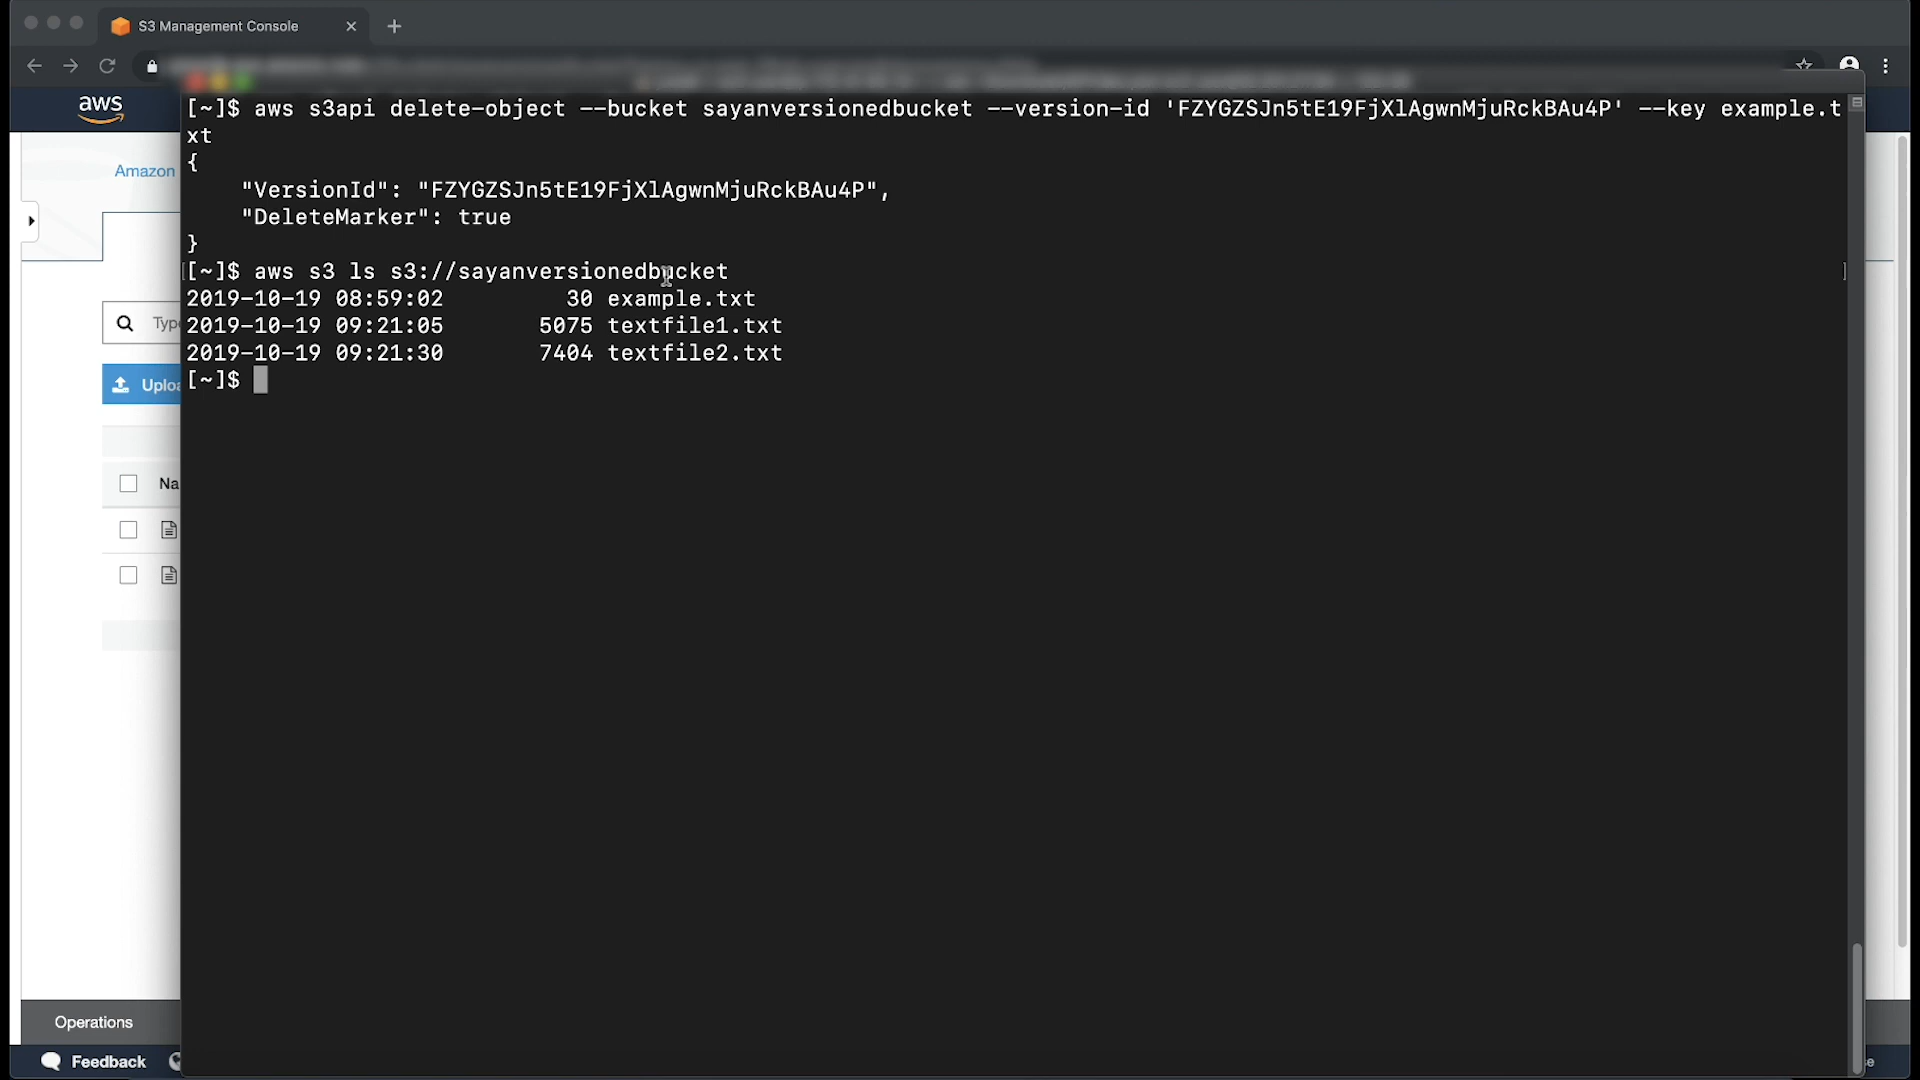 S3 Management Console
aws
[~]$ aws s3api delete-object --bucket sayanversionedbucket --version-id 'FZYGZSJn5tE19FjXlAgwnMjuRckBAu4P' --key example.t
xt
{
"VersionId": "FZYGZSJn5tE19FjXlAgwnMjuRckBAu4P",
"DeleteMarker": true
}
[~]$ aws s3 ls s3://sayanversionedbucket
2019-10-19 08:59:02 30 example.txt
2019-10-19 09:21:05 5075 textfile1.txt
2019-10-19 09:21:30 7404 textfile2.txt
[~]$
Amazon
Operations
Feedback